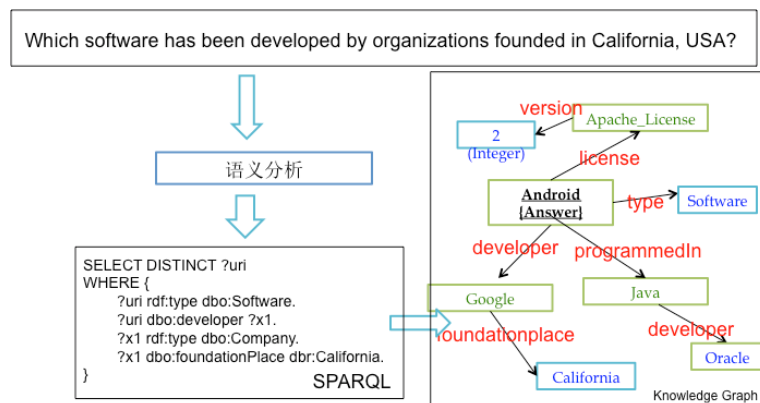 Which software has been developed by organizations founded in California, USA?
语义分析
SELECT DISTINCT ?uri
WHERE {
?uri rdf:type dbo:Software.
?uri dbo:developer ?x1.
?x1 rdf:type dbo:Company.
?x1 dbo:foundationPlace dbr:California.
}
SPARQL
version
Apache_License
2
(Integer)
license
Android
{Answer}
type
Software
developer
programmedIn
Google
Java
foundationplace
developer
California
Oracle
Knowledge Graph